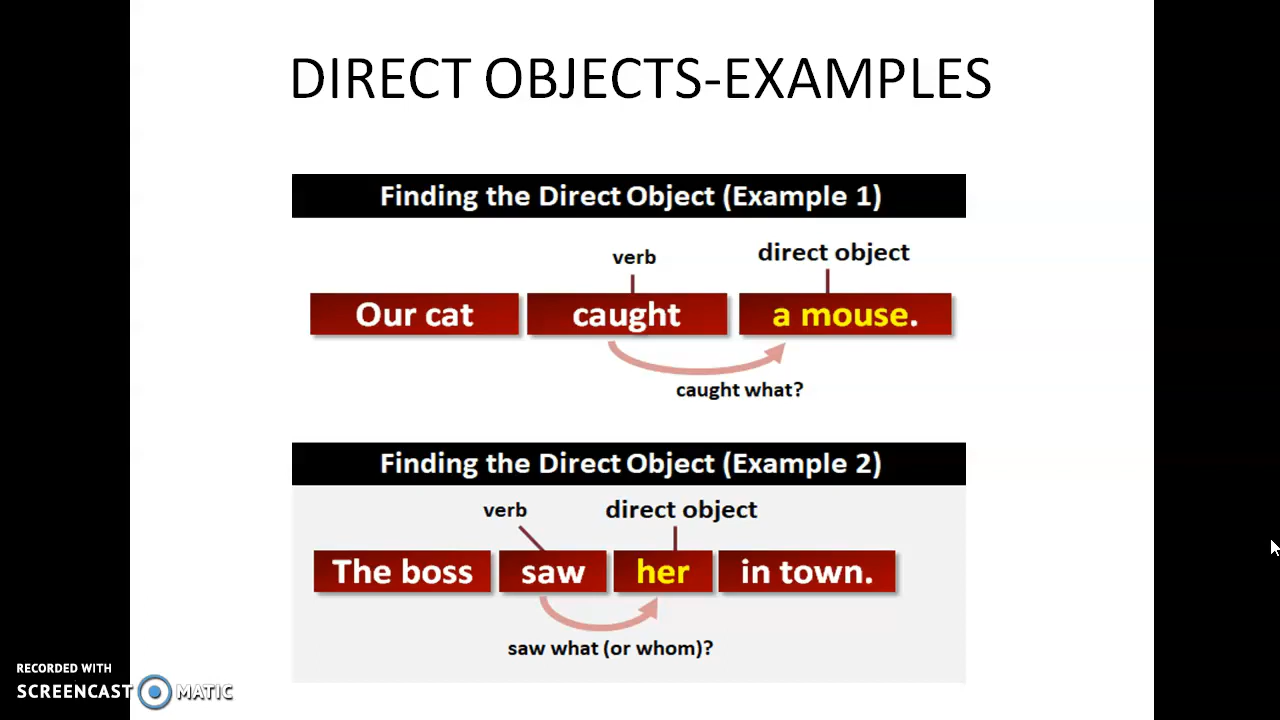 DIRECT OBJECTS-EXAMPLES
Finding the Direct Object (Example 1)
verb direct object
Our cat caught a mouse.
caught what?
Finding the Direct Object (Example 2)
verb direct object
The boss saw her in town.
saw what (or whom)?
RECORDED WITH
SCREENCAST MATIC